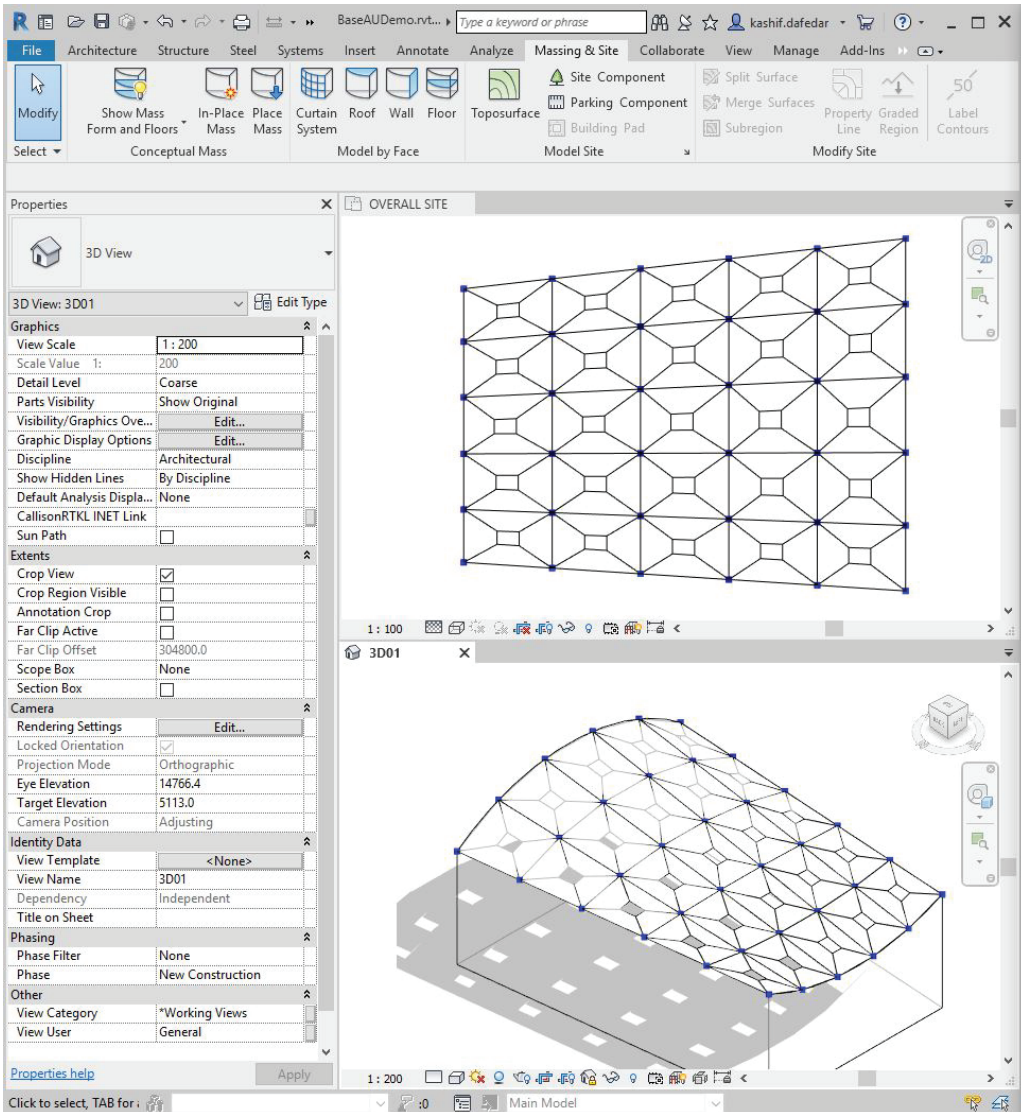 BaseAUDemo.rvt... Type a keyword or phrase kashif.dafedar
File Architecture Structure Steel Systems Insert Annotate Analyze Massing & Site Collaborate View Manage Add-Ins
Modify
Show Mass Form and Floors
In-Place Mass
Place Mass
Curtain System
Roof
Wall
Floor
Toposurface
Site Component
Parking Component
Building Pad
Split Surface
Merge Surfaces
Subregion
Property Line
Graded Region
50
Label Contours
Select Conceptual Mass Model by Face Model Site Modify Site
Properties
3D View
3D View: 3D01 Edit Type
Graphics
View Scale 1 : 200
Scale Value 1: 200
Detail Level Coarse
Parts Visibility Show Original
Visibility/Graphics Ove... Edit...
Graphic Display Options Edit...
Discipline Architectural
Show Hidden Lines By Discipline
Default Analysis Displa... None
CallisonRTKL INET Link
Sun Path
Extents
Crop View
Crop Region Visible
Annotation Crop
Far Clip Active
Far Clip Offset 304800.0
Scope Box None
Section Box
Camera
Rendering Settings Edit...
Locked Orientation
Projection Mode Orthographic
Eye Elevation 14766.4
Target Elevation 5113.0
Camera Position Adjusting
Identity Data
View Template <None>
View Name 3D01
Dependency Independent
Title on Sheet
Phasing
Phase Filter None
Phase New Construction
Other
View Category *Working Views
View User General
Properties help Apply
OVERALL SITE
2D
1 : 100
3D01
1 : 200
Click to select, TAB for :0 Main Model